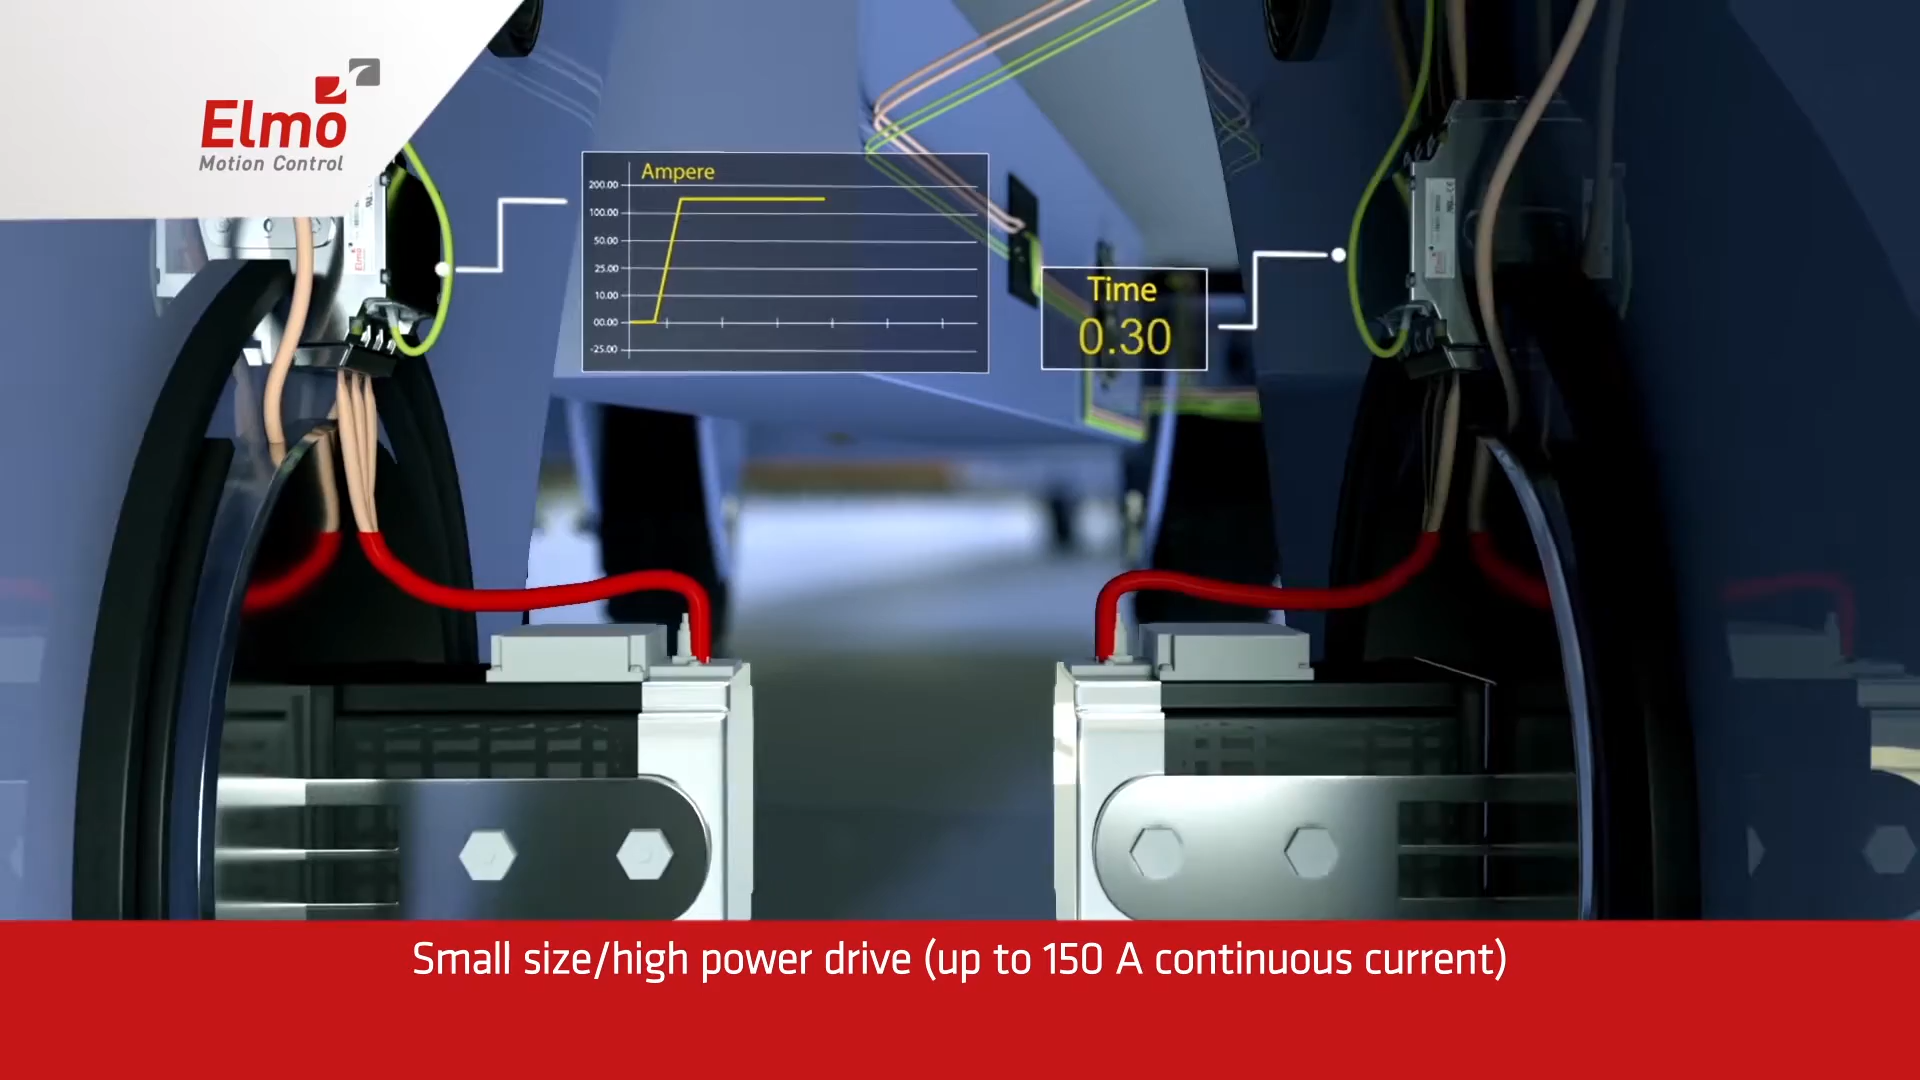 Elmo
Motion Control
Ampere
200.00
100.00
50.00
25.00
10.00
00.00
-25.00
Time
0.30
Elmo
Small size/high power drive (up to 150 A continuous current)